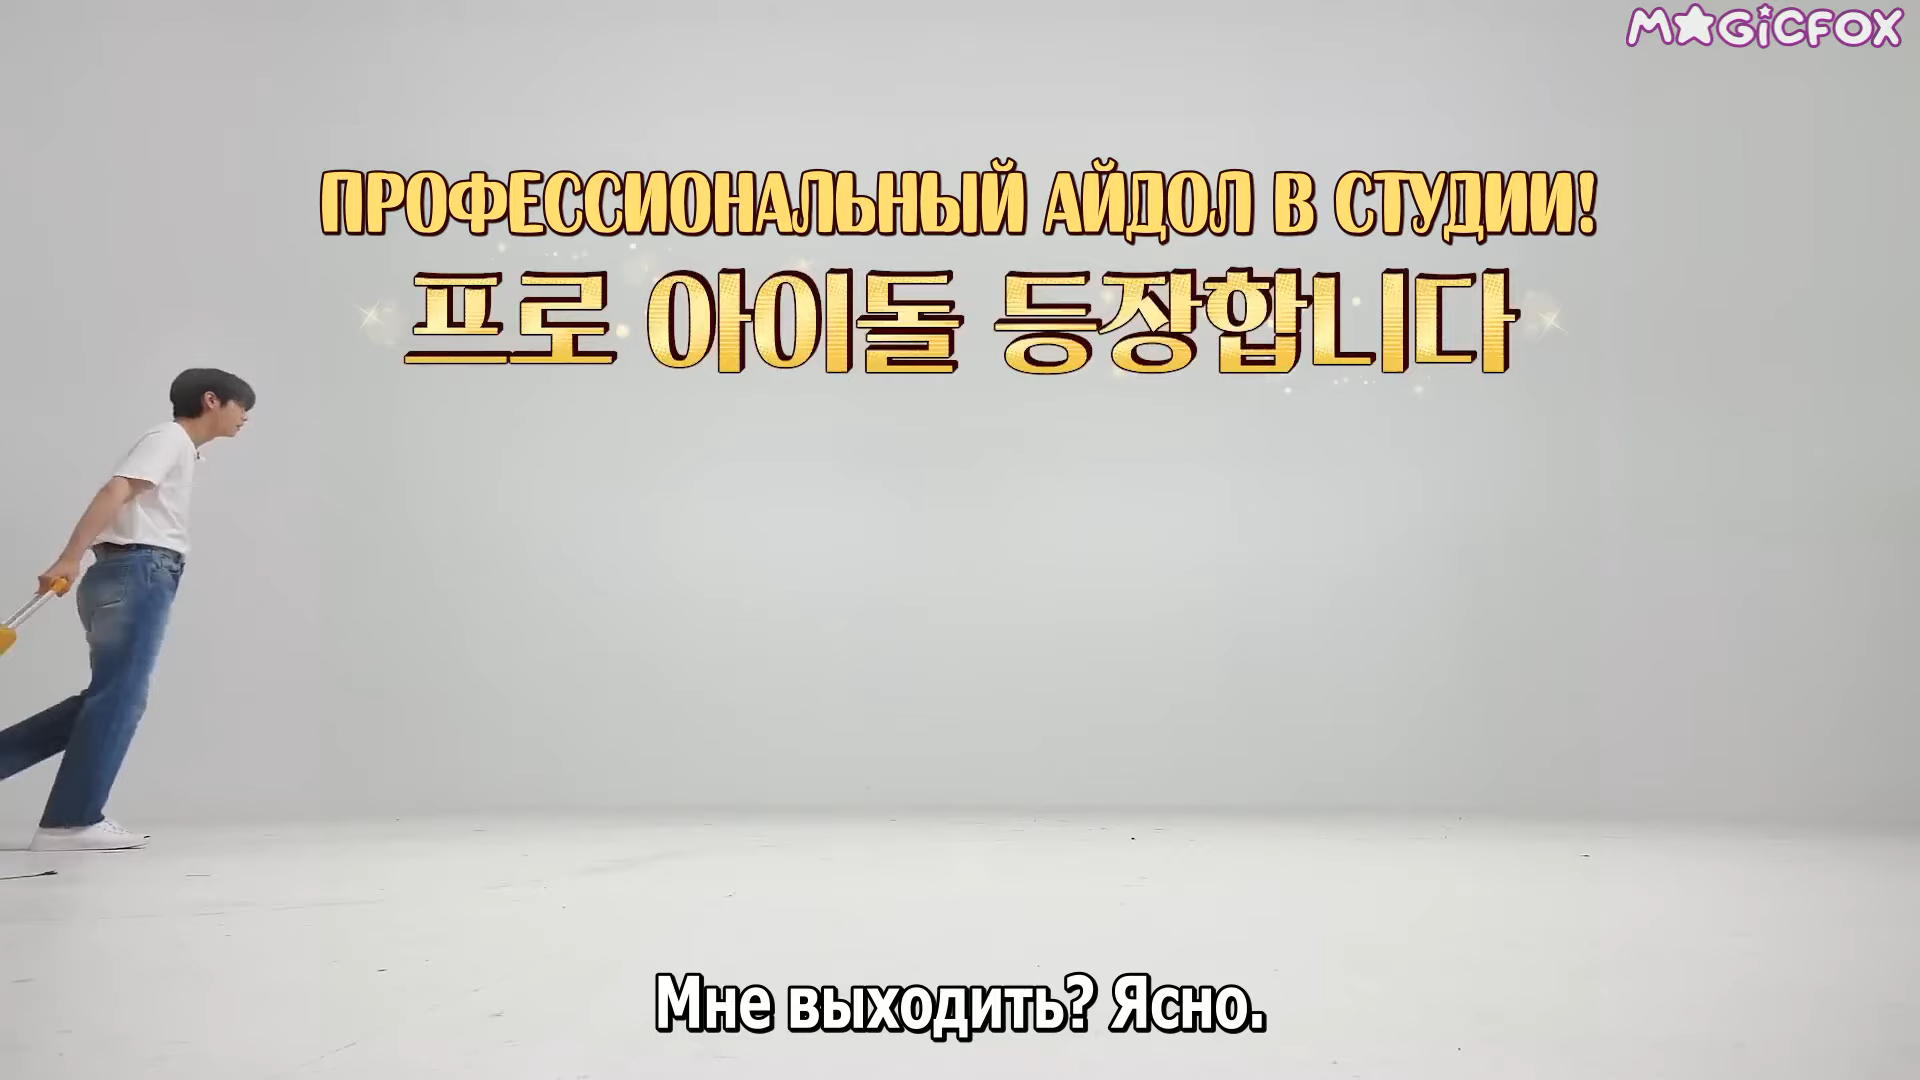 MAGICFOX
ПРОФЕССИОНАЛЬНЫЙ АЙДОЛ В СТУДИИ!
프로 아이돌 등장합니다
Мне выходить? Ясно.